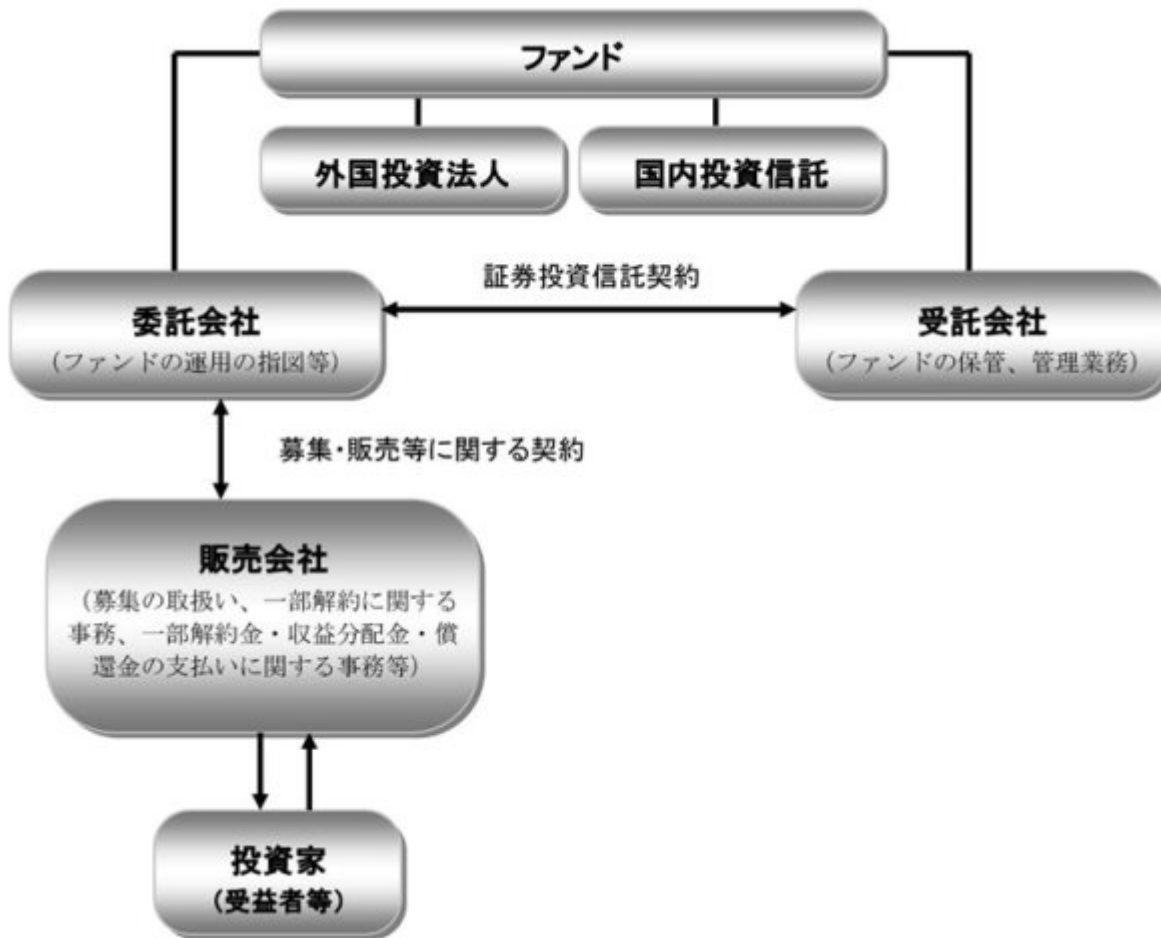 ファンド
外国投資法人
国内投資信託
証券投資信託契約
委託会社
（ファンドの運用の指図等）
受託会社
（ファンドの保管、管理業務）
募集・販売等に関する契約
販売会社
（募集の取扱い、一部解約に関する
事務、一部解約金・収益分配金・償
還金の支払いに関する事務等）
投資家
（受益者等）